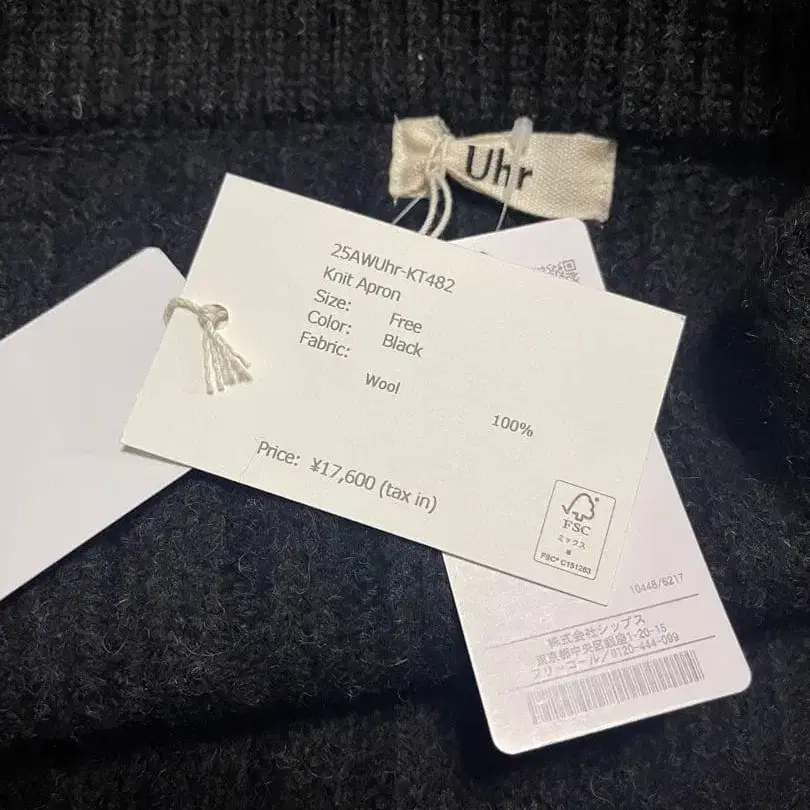 Uhr
25AWUhr-KT482
Knit Apron
Size: Free
Color: Black
Fabric:
Wool
100%
Price: ¥17,600 (tax in)
FSC
ミックス
紙
FSC® C151283
10448/6217
株式会社シップス
東京都中央区銀座1-20-15
フリーコール/0120-444-099